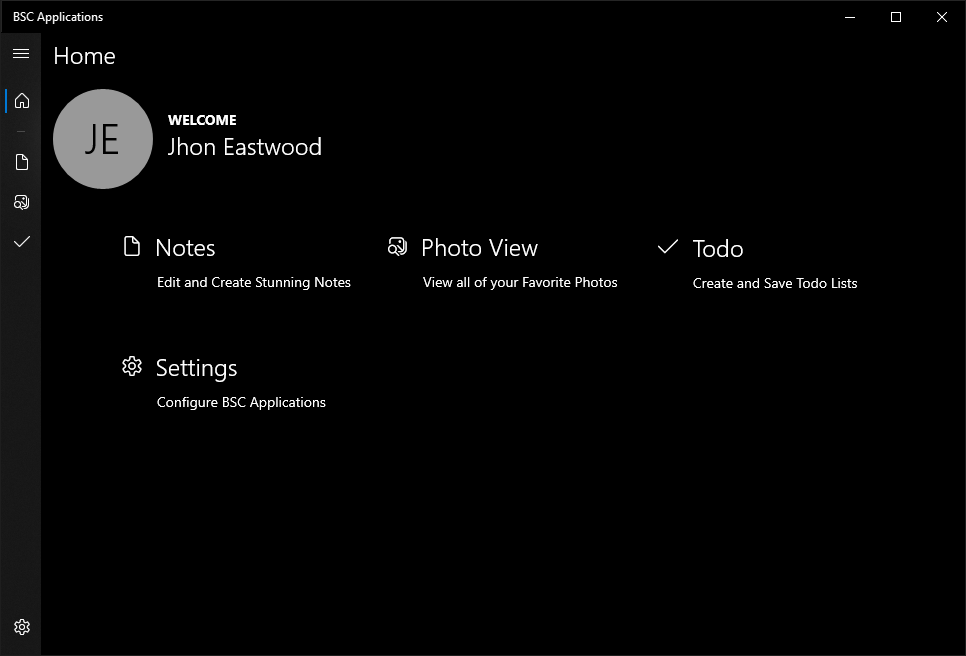 BSC Applications
Home
JE
WELCOME
Jhon Eastwood
Notes
Edit and Create Stunning Notes
Photo View
View all of your Favorite Photos
Todo
Create and Save Todo Lists
Settings
Configure BSC Applications